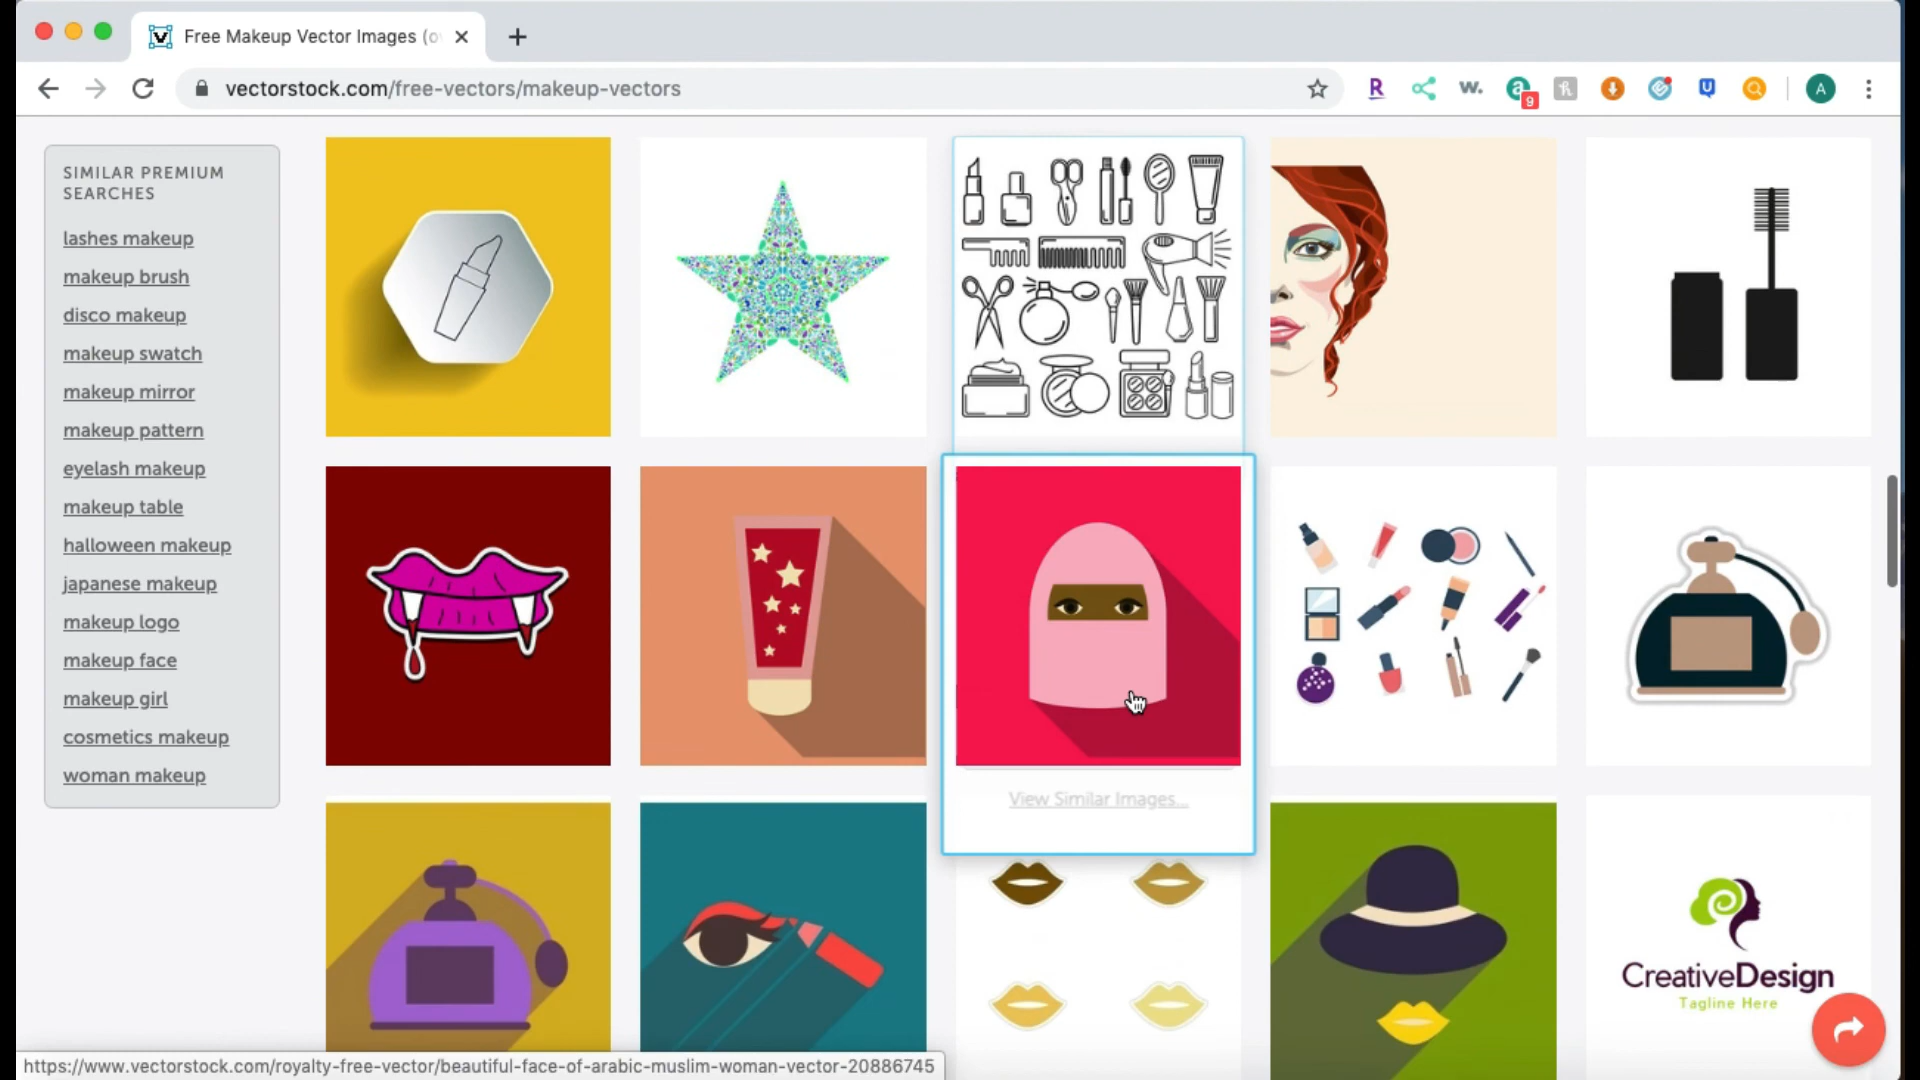 Free Makeup Vector Images (o
vectorstock.com/free-vectors/makeup-vectors
9
A
SIMILAR PREMIUM
SEARCHES
lashes makeup
makeup brush
disco makeup
makeup swatch
makeup mirror
makeup pattern
eyelash makeup
makeup table
halloween makeup
japanese makeup
makeup logo
makeup face
makeup girl
cosmetics makeup
woman makeup
View Similar Images...
CreativeDesign
Tagline Here
https://www.vectorstock.com/royalty-free-vector/beautiful-face-of-arabic-muslim-woman-vector-20886745